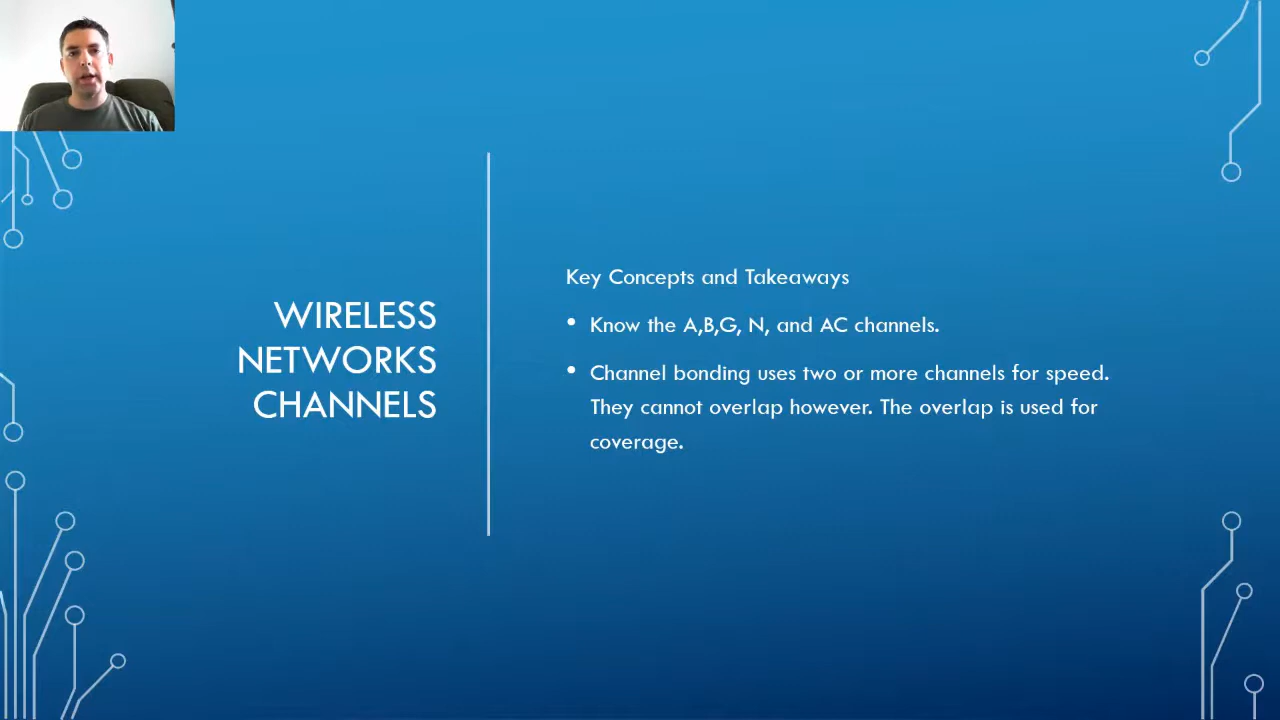 WIRELESS
NETWORKS
CHANNELS
Key Concepts and Takeaways
• Know the A,B,G, N, and AC channels.
• Channel bonding uses two or more channels for speed.
They cannot overlap however. The overlap is used for
coverage.